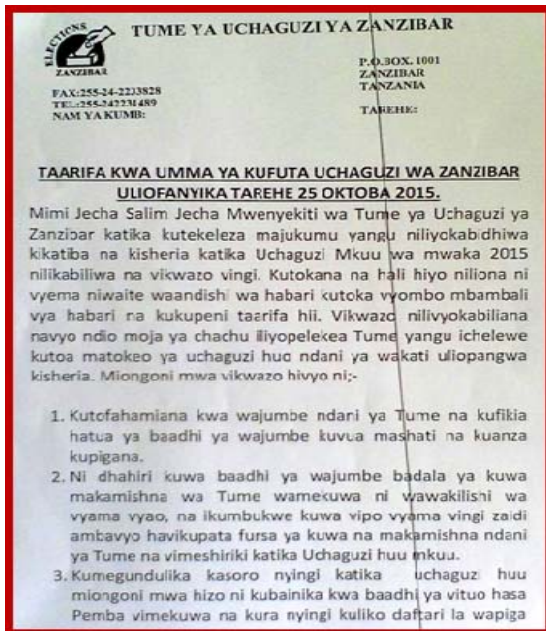 ELECTIONS
ZANZIBAR
TUME YA UCHAGUZI YA ZANZIBAR
P.O.BOX. 1001
ZANZIBAR
TANZANIA
FAX:255-24-2233828
TEL:255-242231489
NAM YA KUMB:
TAREHE:
TAARIFA KWA UMMA YA KUFUTA UCHAGUZI WA ZANZIBAR
ULIOFANYIKA TAREHE 25 OKTOBA 2015.
Mimi Jecha Salim Jecha Mwenyekiti wa Tume ya Uchaguzi ya
Zanzibar katika kutekeleza majukumu yangu niliyokabidhiwa
kikatiba na kisheria katika Uchaguzi Mkuu wa mwaka 2015
nilikabiliwa na vikwazo vingi. Kutokana na hali hiyo niliona ni
vyema niwaite waandishi wa habari kutoka vyombo mbambali
vya habari na kukupeni taarifa hii. Vikwazo nilivyokabiliana
navyo ndio moja ya chachu iliyopelekea Tume yangu ichelewe
kutoa matokeo ya uchaguzi huo ndani ya wakati uliopangwa
kisheria. Miongoni mwa vikwazo hivyo ni;-
1. Kutofahamiana kwa wajumbe ndani ya Tume na kufikia
hatua ya baadhi ya wajumbe kuvua mashati na kuanza
kupigana.
2. Ni dhahiri kuwa baadhi ya wajumbe badala ya kuwa
makamishna wa Tume wamekuwa ni wawakilishi wa
vyama vyao, na ikumbukwe kuwa vipo vyama vingi zaidi
ambavyo havikupata fursa ya kuwa na makamishna ndani
ya Tume na vimeshiriki katika Uchaguzi huu mkuu.
3. Kumegundulika kasoro nyingi katika uchaguzi huu
miongoni mwa hizo ni kubainika kwa baadhi ya vituo hasa
Pemba vimekuwa na kura nyingi kuliko daftari la wapiga